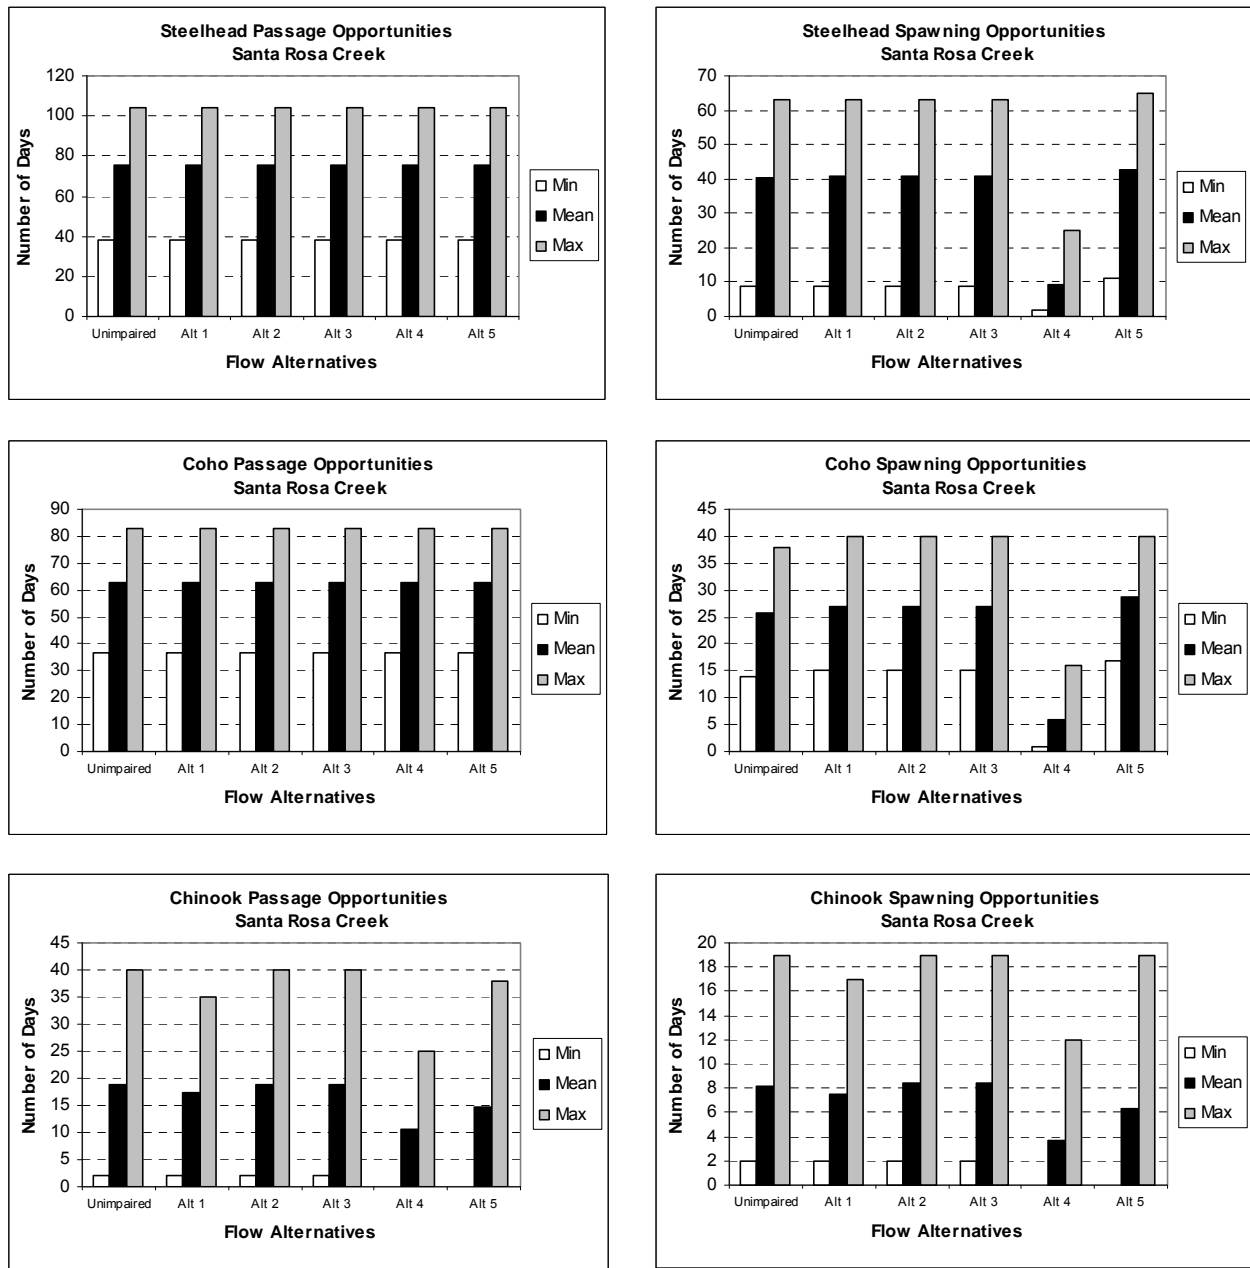 Steelhead Passage Opportunities
Santa Rosa Creek
120
100
80
60
40
20
0
Number of Days
Unimpaired Alt 1 Alt 2 Alt 3 Alt 4 Alt 5
Flow Alternatives
Min
Mean
Max
Steelhead Spawning Opportunities
Santa Rosa Creek
70
60
50
40
30
20
10
0
Number of Days
Unimpaired Alt 1 Alt 2 Alt 3 Alt 4 Alt 5
Flow Alternatives
Min
Mean
Max
Coho Passage Opportunities
Santa Rosa Creek
90
80
70
60
50
40
30
20
10
0
Number of Days
Unimpaired Alt 1 Alt 2 Alt 3 Alt 4 Alt 5
Flow Alternatives
Min
Mean
Max
Coho Spawning Opportunities
Santa Rosa Creek
45
40
35
30
25
20
15
10
5
0
Number of Days
Unimpaired Alt 1 Alt 2 Alt 3 Alt 4 Alt 5
Flow Alternatives
Min
Mean
Max
Chinook Passage Opportunities
Santa Rosa Creek
45
40
35
30
25
20
15
10
5
0
Number of Days
Unimpaired Alt 1 Alt 2 Alt 3 Alt 4 Alt 5
Flow Alternatives
Min
Mean
Max
Chinook Spawning Opportunities
Santa Rosa Creek
20
18
16
14
12
10
8
6
4
2
0
Number of Days
Unimpaired Alt 1 Alt 2 Alt 3 Alt 4 Alt 5
Flow Alternatives
Min
Mean
Max